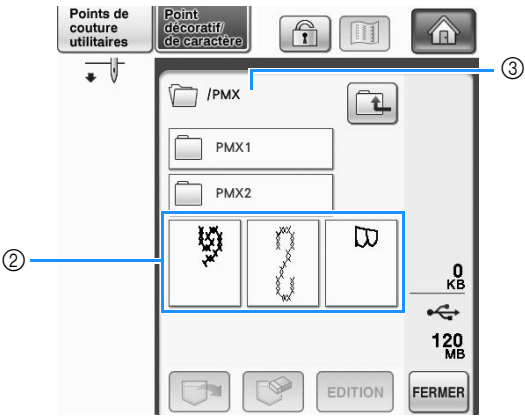 Points de
couture
utilitaires
Point
décoratif/
de caractère
③
/PMX
PMX1
PMX2
②
0
KB
120
MB
EDITION
FERMER